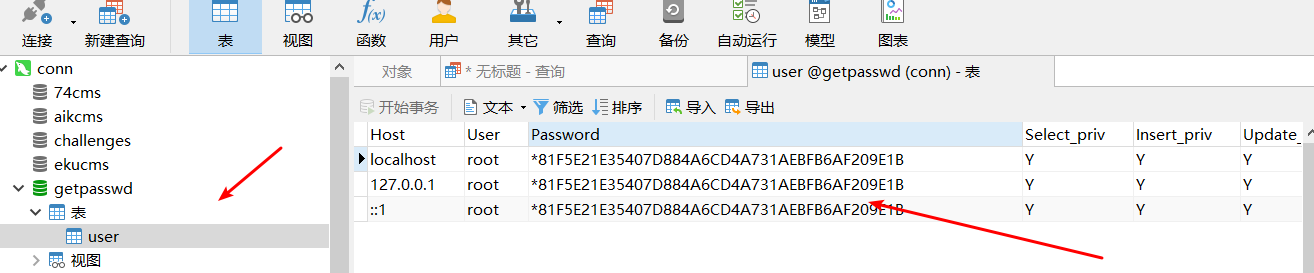 连接 新建查询 表 视图 函数 用户 其它 查询 备份 自动运行 模型 图表
conn
74cms
aikcms
challenges
ekucms
getpasswd
表
user
视图
对象 * 无标题 - 查询 user @getpasswd (conn) - 表
开始事务 文本 筛选 排序 导入 导出
Host User Password Select_priv Insert_priv Update_
localhost root *81F5E21E35407D884A6CD4A731AEBFB6AF209E1B Y Y Y
127.0.0.1 root *81F5E21E35407D884A6CD4A731AEBFB6AF209E1B Y Y Y
::1 root *81F5E21E35407D884A6CD4A731AEBFB6AF209E1B Y Y Y